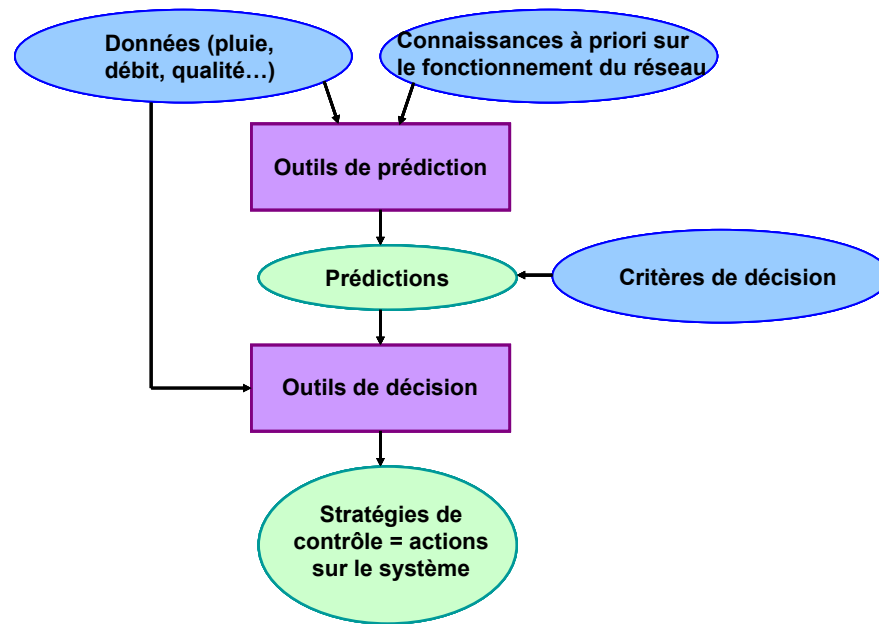 Données (pluie,
débit, qualité…)
Connaissances à priori sur
le fonctionnement du réseau
Outils de prédiction
Prédictions
Critères de décision
Outils de décision
Stratégies de
contrôle = actions
sur le système